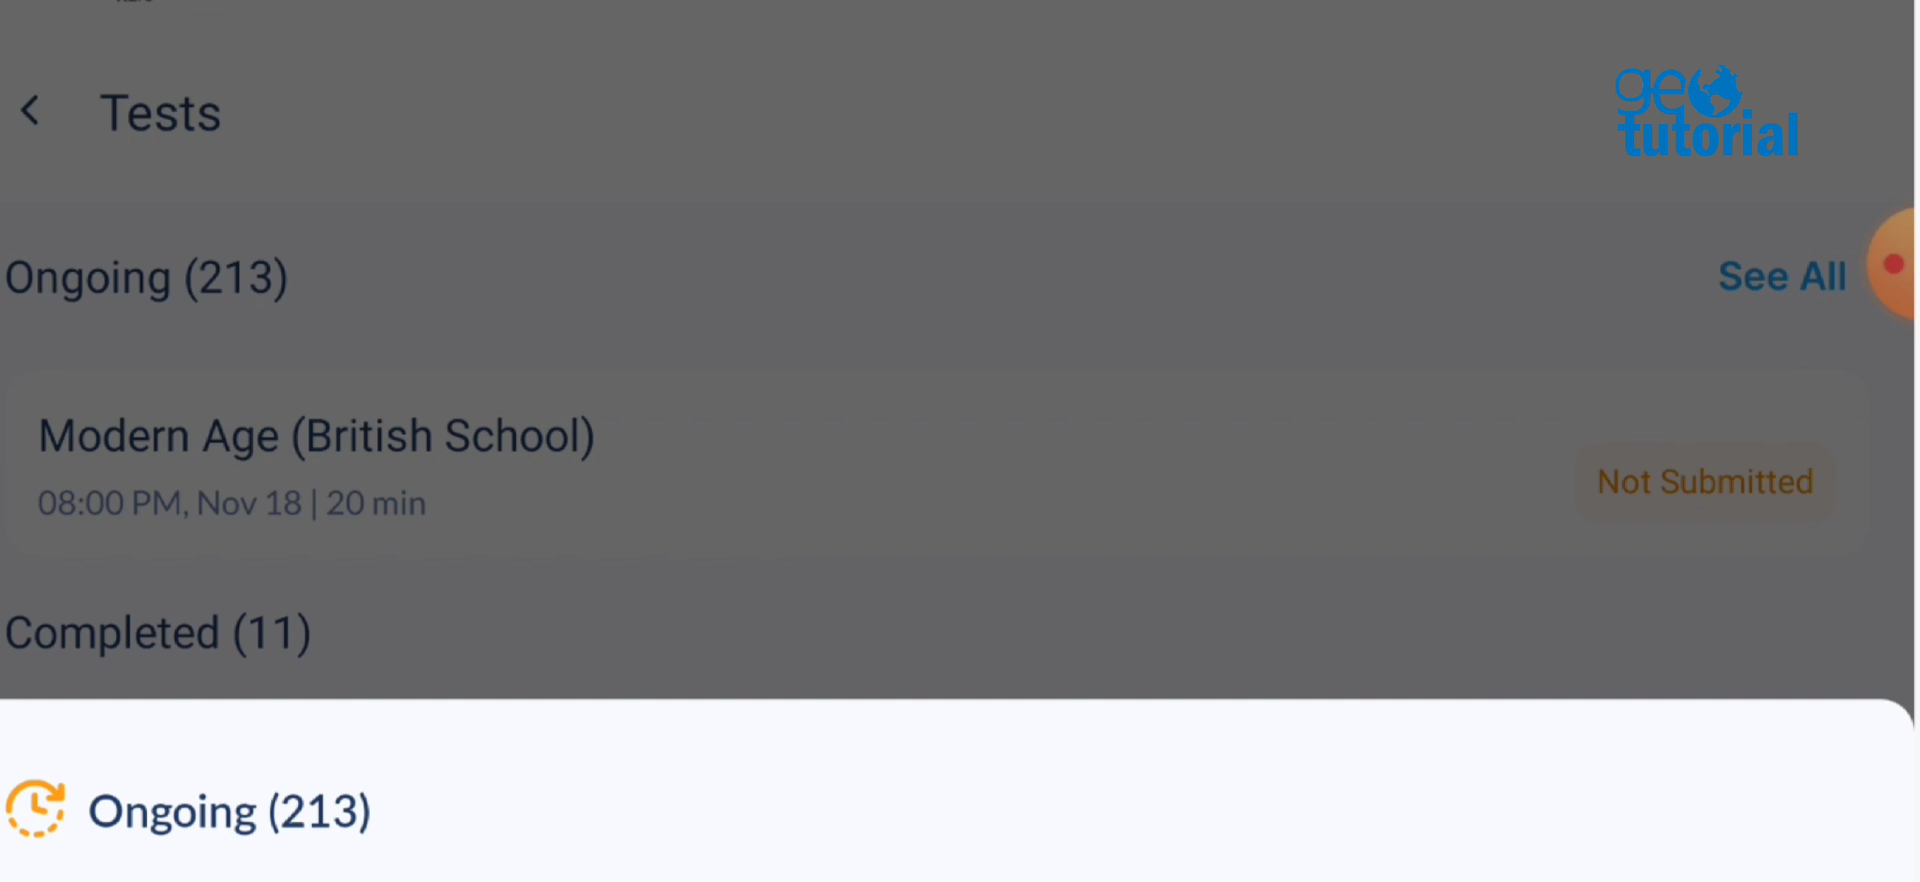 Tests
geo
tutorial
Ongoing (213)
See All
Modern Age (British School)
08:00 PM, Nov 18 | 20 min
Not Submitted
Completed (11)
Ongoing (213)